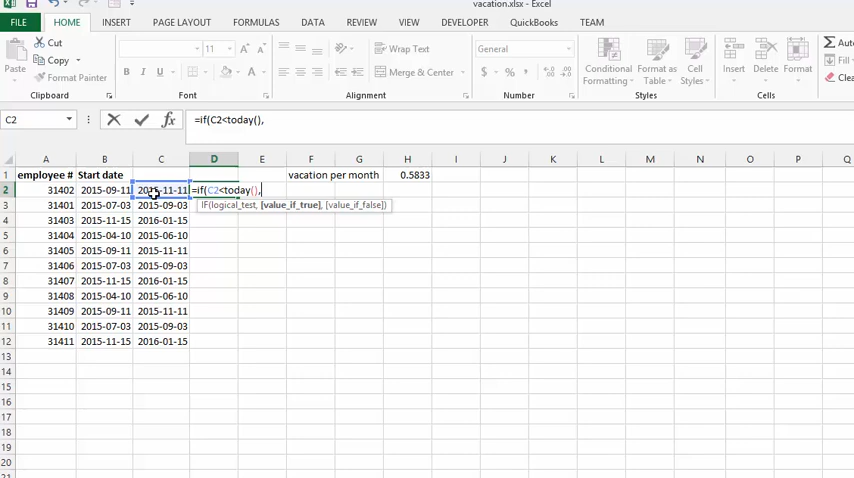 vacation.xlsx - Excel
FILE HOME INSERT PAGE LAYOUT FORMULAS DATA REVIEW VIEW DEVELOPER QuickBooks TEAM
Paste
Cut
Copy
Format Painter
Clipboard
11
A A
B I U
Font
Wrap Text
Merge & Center
Alignment
General
$ % ,
Number
Conditional Formatting
Format as Table
Cell Styles
Styles
Insert Delete Format
Cells
Σ
Fill
C2
fx
=if(C2<today(),
A B C D E F G H I J K L M N O P Q
1 employee # Start date vacation per month 0.5833
2 31402 2015-09-11 2015-11-11 =if(C2<today(),
IF(logical_test, [value_if_true], [value_if_false])
3 31401 2015-07-03 2015-09-03
4 31403 2015-11-15 2016-01-15
5 31404 2015-04-10 2015-06-10
6 31405 2015-09-11 2015-11-11
7 31406 2015-07-03 2015-09-03
8 31407 2015-11-15 2016-01-15
9 31408 2015-04-10 2015-06-10
10 31409 2015-09-11 2015-11-11
11 31410 2015-07-03 2015-09-03
12 31411 2015-11-15 2016-01-15
13
14
15
16
17
18
19
20